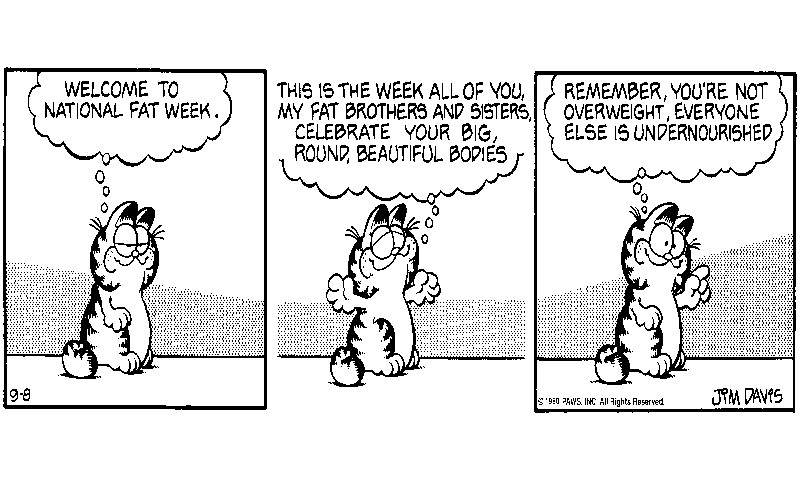 WELCOME TO
NATIONAL FAT WEEK.
THIS IS THE WEEK ALL OF YOU,
MY FAT BROTHERS AND SISTERS,
CELEBRATE YOUR BIG,
ROUND, BEAUTIFUL BODIES
REMEMBER, YOU'RE NOT
OVERWEIGHT, EVERYONE
ELSE IS UNDERNOURISHED
9-8
© 1980 PAWS, INC. All Rights Reserved.
JIM DAVIS